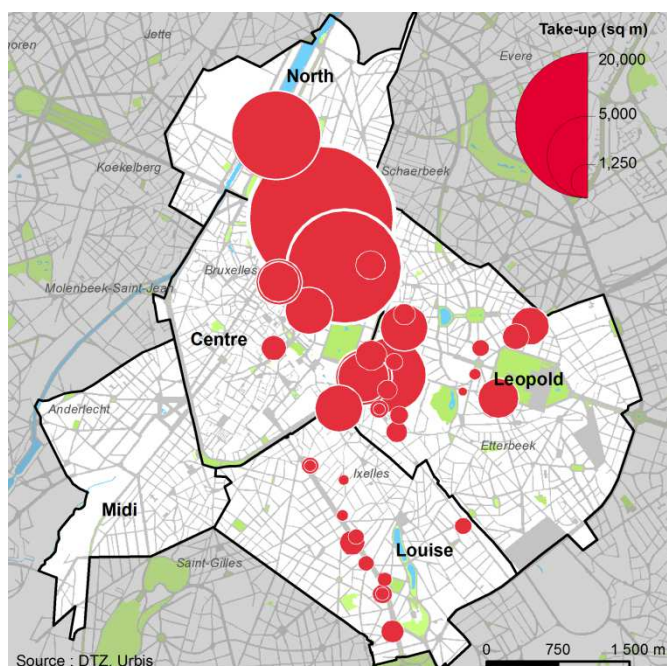 Take-up (sq m)
20,000
5,000
1,250
Jette
Evere
North
Koekelberg
Schaerbeek
Bruxelles
Molenbeek-Saint-Jean
Centre
Leopold
Anderlecht
Etterbeek
Ixelles
Midi
Louise
Saint-Gilles
Source : DTZ, Urbis
0 750 1 500 m